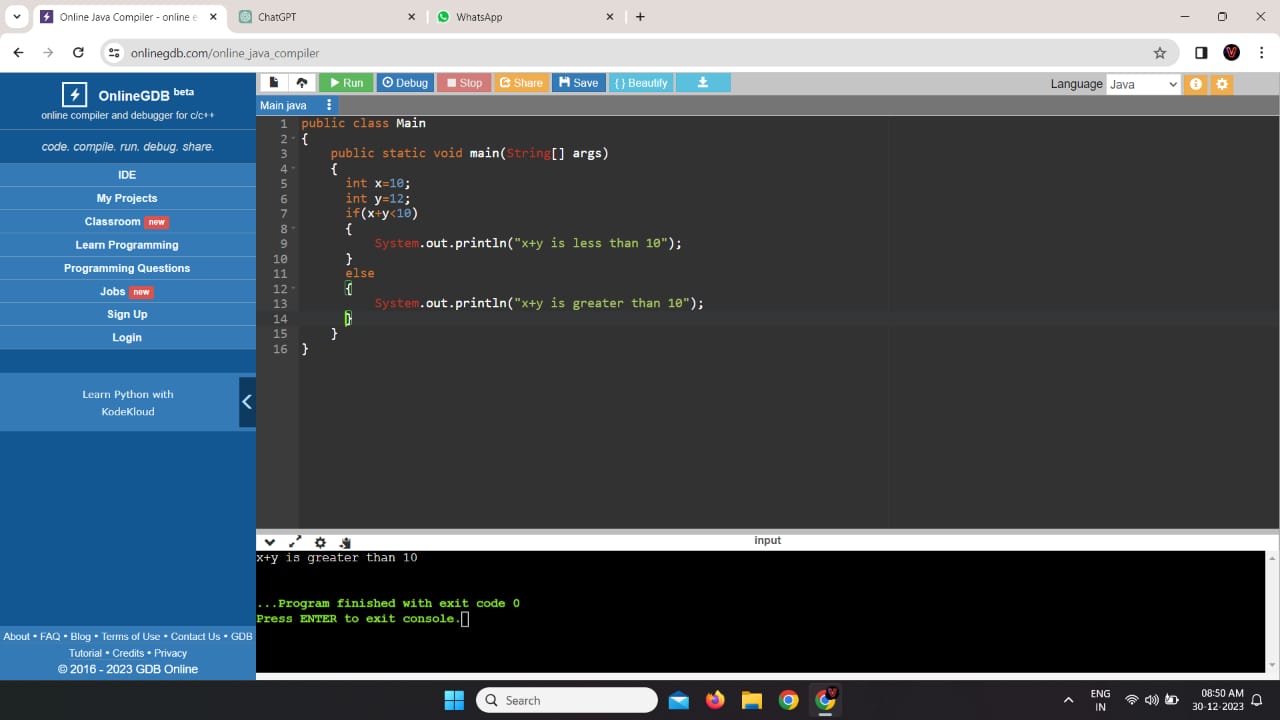 Online Java Compiler - online e
ChatGPT
WhatsApp
onlinegdb.com/online_java_compiler
OnlineGDB beta
online compiler and debugger for c/c++
code. compile. run. debug. share.
IDE
My Projects
Classroom new
Learn Programming
Programming Questions
Jobs new
Sign Up
Login
Learn Python with
KodeKloud
About • FAQ • Blog • Terms of Use • Contact Us • GDB
Tutorial • Credits • Privacy
© 2016 - 2023 GDB Online
Run Debug Stop Share Save { } Beautify Language Java
Main java
1 public class Main
2 {
3 public static void main(String[] args)
4 {
5 int x=10;
6 int y=12;
7 if(x+y<10)
8 {
9 System.out.println("x+y is less than 10");
10 }
11 else
12 {
13 System.out.println("x+y is greater than 10");
14 }
15 }
16 }
input
x+y is greater than 10
...Program finished with exit code 0
Press ENTER to exit console.
Search
ENG
IN
08:50 AM
30-12-2023